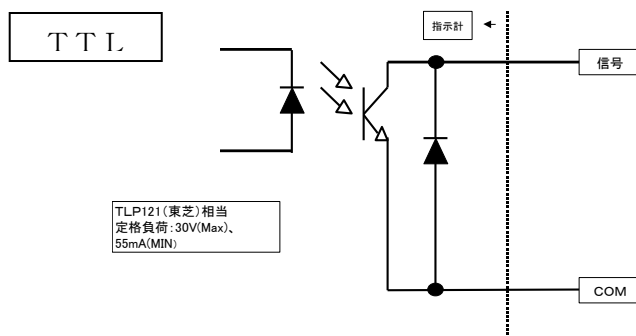 ＴＴＬ
指示計
信号
TLP121（東芝）相当
定格負荷：30V(Max)、
55mA(MIN)
COM